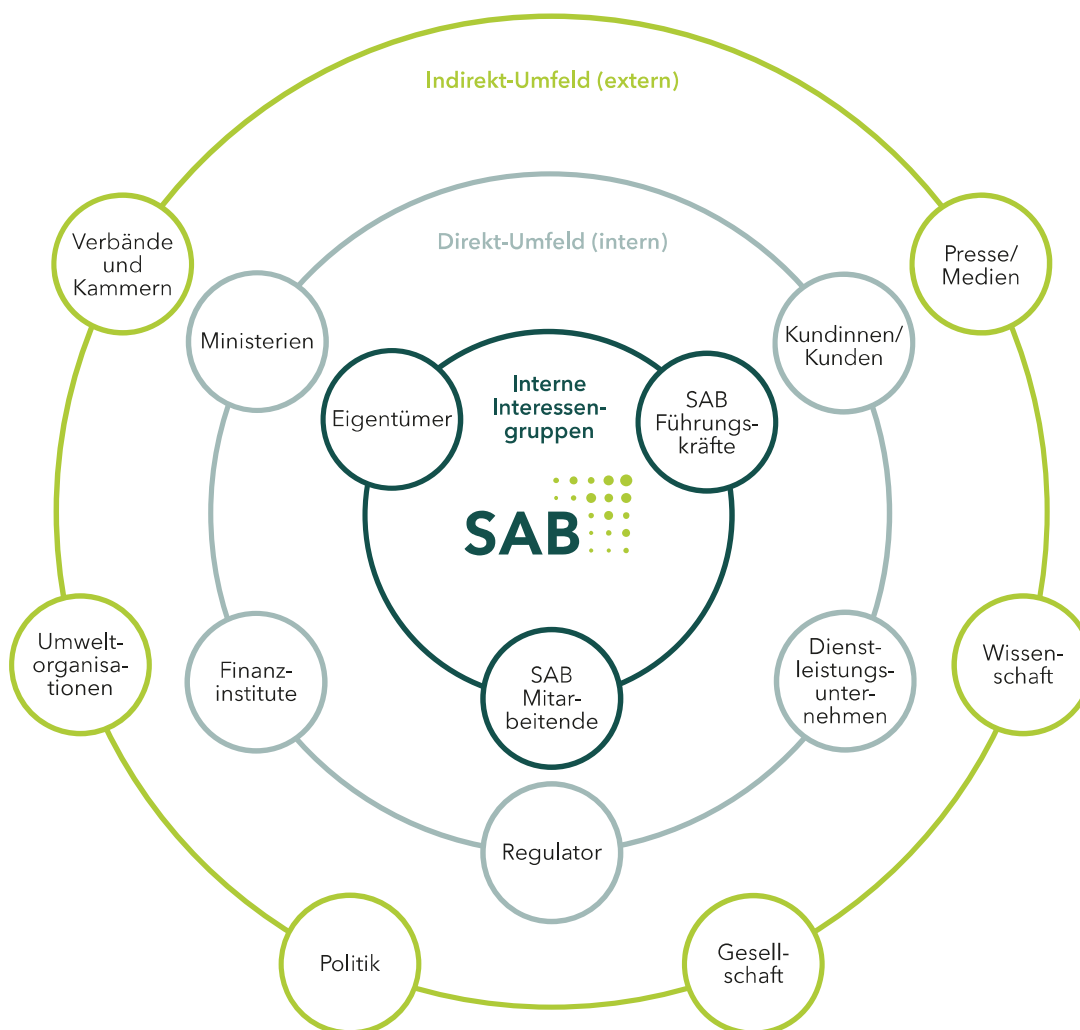 Indirekt-Umfeld (extern)
Verbände
und
Kammern
Presse/
Medien
Direkt-Umfeld (intern)
Ministerien
Kundinnen/
Kunden
Eigentümer
Interne
Interessen-
gruppen
SAB
Führungs-
kräfte
SAB
Umwelt-
organisa-
tionen
Finanz-
institute
SAB
Mitar-
beitende
Dienst-
leistungs-
unter-
nehmen
Wissen-
schaft
Regulator
Politik
Gesell-
schaft